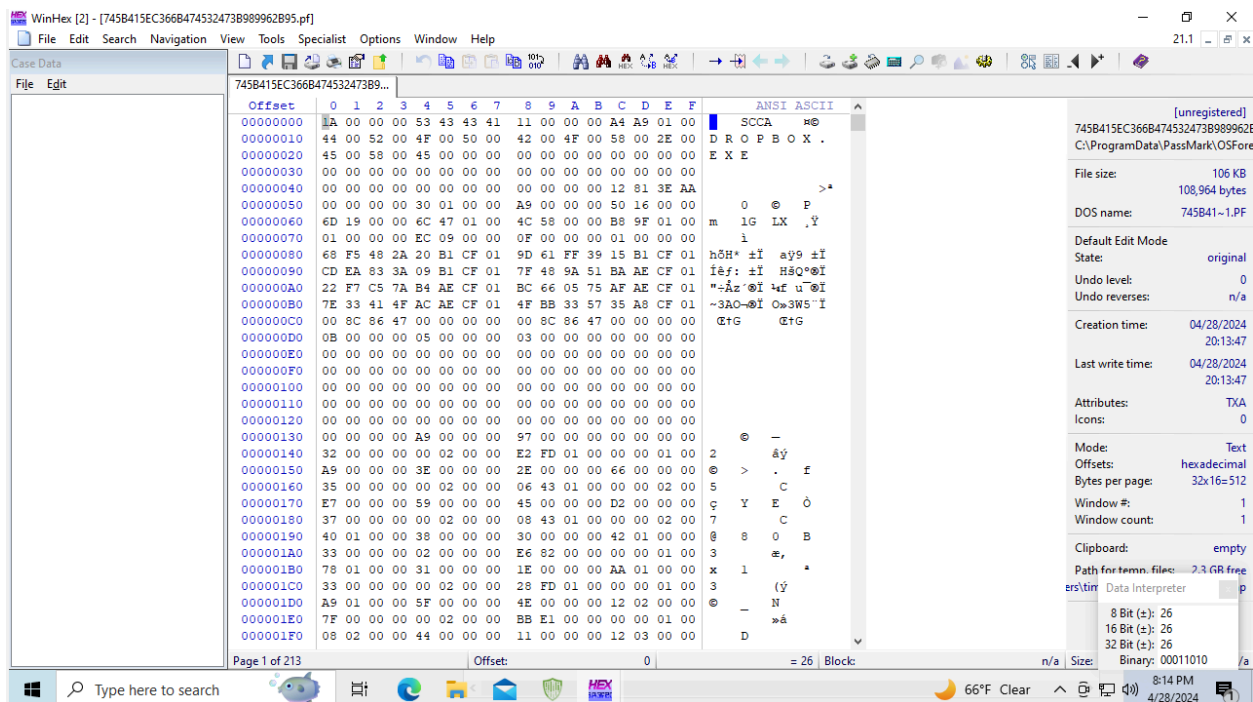 WinHex [2] - [745B415EC366B474532473B989962B95.pf]
File Edit Search Navigation View Tools Specialist Options Window Help
21.1
Case Data
File Edit
745B415EC366B474532473B9...
Offset 0 1 2 3 4 5 6 7 8 9 A B C D E F ANSI ASCII
00000000 1A 00 00 00 53 43 43 41 11 00 00 00 A4 A9 01 00 SCCA ¤©
00000010 44 00 52 00 4F 00 50 00 42 00 4F 00 58 00 2E 00 D R O P B O X .
00000020 45 00 58 00 45 00 00 00 00 00 00 00 00 00 00 00 E X E
00000030 00 00 00 00 00 00 00 00 00 00 00 00 00 00 00 00
00000040 00 00 00 00 00 00 00 00 00 00 00 00 12 81 3E AA >ª
00000050 00 00 00 00 30 01 00 00 A9 00 00 00 50 16 00 00 0 © P
00000060 6D 19 00 00 6C 47 01 00 4C 58 00 00 B8 9F 01 00 m lG LX ¸Ÿ
00000070 01 00 00 00 EC 09 00 00 0F 00 00 00 01 00 00 00 ì
00000080 68 F5 48 2A 20 B1 CF 01 9D 61 FF 39 15 B1 CF 01 hõH* ±Ï aÿ9 ±Ï
00000090 CD EA 83 3A 09 B1 CF 01 7F 48 9A 51 BA AE CF 01 Íêƒ: ±Ï HšQº®Ï
000000A0 22 F7 C5 7A B4 AE CF 01 BC 66 05 75 AF AE CF 01 "÷Åz´®Ï ¼f u¯®Ï
000000B0 7E 33 41 4F AC AE CF 01 4F BB 33 57 35 A8 CF 01 ~3AO¬®Ï O»3W5¨Ï
000000C0 00 8C 86 47 00 00 00 00 00 8C 86 47 00 00 00 00 Œ†G Œ†G
000000D0 0B 00 00 00 05 00 00 00 03 00 00 00 00 00 00 00
000000E0 00 00 00 00 00 00 00 00 00 00 00 00 00 00 00 00
000000F0 00 00 00 00 00 00 00 00 00 00 00 00 00 00 00 00
00000100 00 00 00 00 00 00 00 00 00 00 00 00 00 00 00 00
00000110 00 00 00 00 00 00 00 00 00 00 00 00 00 00 00 00
00000120 00 00 00 00 00 00 00 00 00 00 00 00 00 00 00 00
00000130 00 00 00 00 A9 00 00 00 97 00 00 00 00 00 00 00 © —
00000140 32 00 00 00 00 02 00 00 E2 FD 01 00 00 00 01 00 2 âý
00000150 A9 00 00 00 3E 00 00 00 2E 00 00 00 66 00 00 00 © > . f
00000160 35 00 00 00 00 02 00 00 06 43 01 00 00 00 02 00 5 C
00000170 E7 00 00 00 59 00 00 00 45 00 00 00 D2 00 00 00 ç Y E Ò
00000180 37 00 00 00 00 02 00 00 08 43 01 00 00 00 02 00 7 C
00000190 40 01 00 00 38 00 00 00 30 00 00 00 42 01 00 00 @ 8 0 B
000001A0 33 00 00 00 02 00 00 00 E6 82 00 00 00 00 01 00 3 æ‚
000001B0 78 01 00 00 31 00 00 00 1E 00 00 00 AA 01 00 00 x 1 ª
000001C0 33 00 00 00 00 02 00 00 28 FD 01 00 00 00 01 00 3 (ý
000001D0 A9 01 00 00 5F 00 00 00 4E 00 00 00 12 02 00 00 © _ N
000001E0 7F 00 00 00 00 02 00 00 BB E1 00 00 00 00 01 00 »á
000001F0 08 02 00 00 44 00 00 00 11 00 00 00 12 03 00 00 D
[unregistered]
745B415EC366B474532473B989962B
C:\ProgramData\PassMark\OSFore
File size: 106 KB
108,964 bytes
DOS name: 745B41~1.PF
Default Edit Mode
State: original
Undo level: 0
Undo reverses: n/a
Creation time: 04/28/2024
20:13:47
Last write time: 04/28/2024
20:13:47
Attributes: TXA
Icons: 0
Mode: Text
Offsets: hexadecimal
Bytes per page: 32x16=512
Window #: 1
Window count: 1
Clipboard: empty
Path for temp. files: 2.3 GB free
ers\tim
Data Interpreter
8 Bit (±): 26
16 Bit (±): 26
32 Bit (±): 26
Binary: 00011010
Page 1 of 213 Offset: 0 = 26 Block: n/a Size: /a
Type here to search
HEX
66°F Clear
8:14 PM
4/28/2024
1